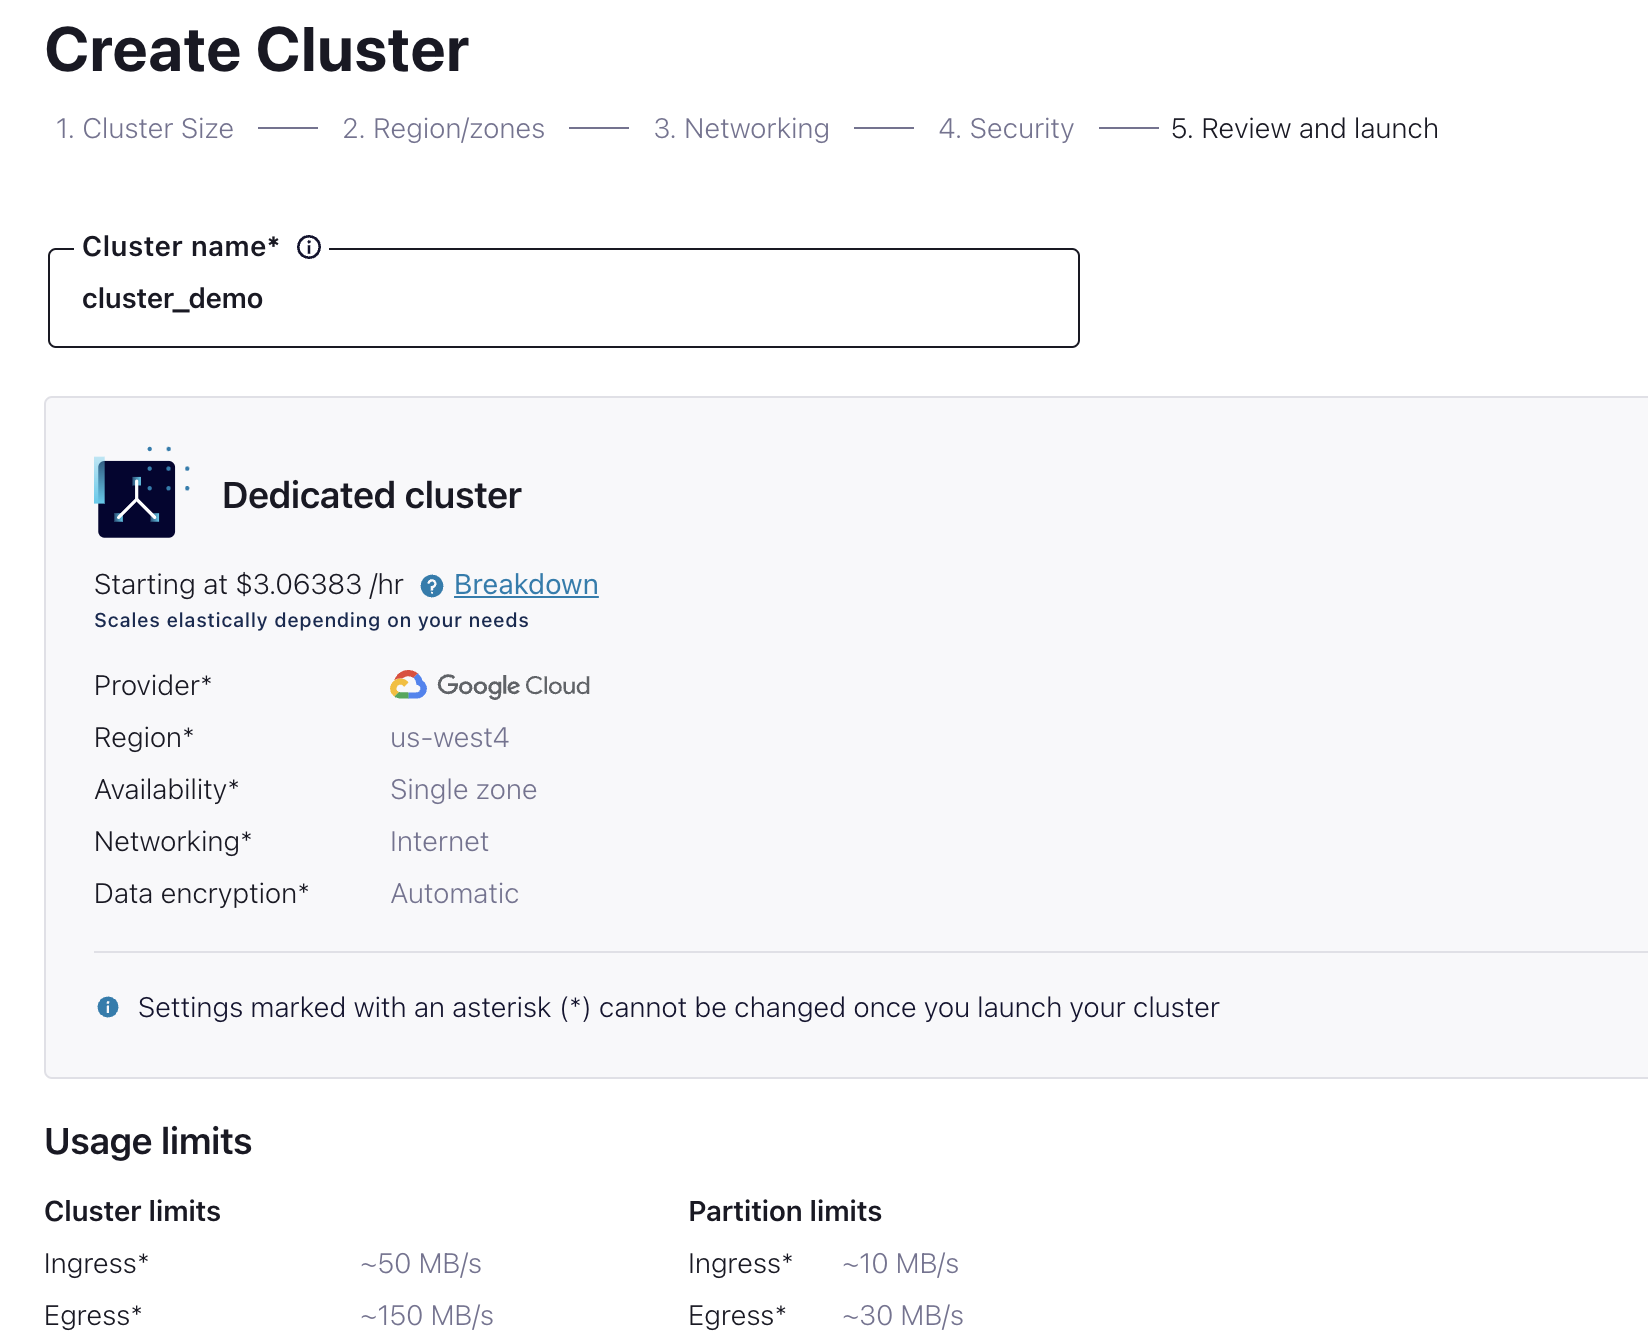 Create Cluster
1. Cluster Size 2. Region/zones 3. Networking 4. Security 5. Review and launch
Cluster name*
cluster_demo
Dedicated cluster
Starting at $3.06383 /hr Breakdown
Scales elastically depending on your needs
Provider* Google Cloud
Region* us-west4
Availability* Single zone
Networking* Internet
Data encryption* Automatic
Settings marked with an asterisk (*) cannot be changed once you launch your cluster
Usage limits
Cluster limits Partition limits
Ingress* ~50 MB/s Ingress* ~10 MB/s
Egress* ~150 MB/s Egress* ~30 MB/s